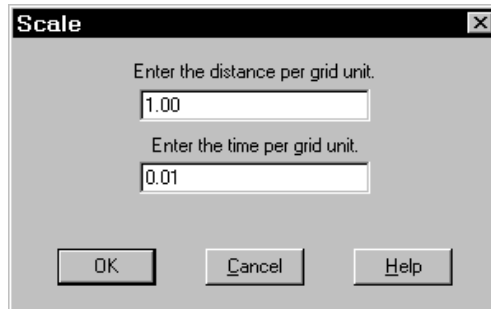 Scale
Enter the distance per grid unit.
1.00
Enter the time per grid unit.
0.01
OK Cancel Help